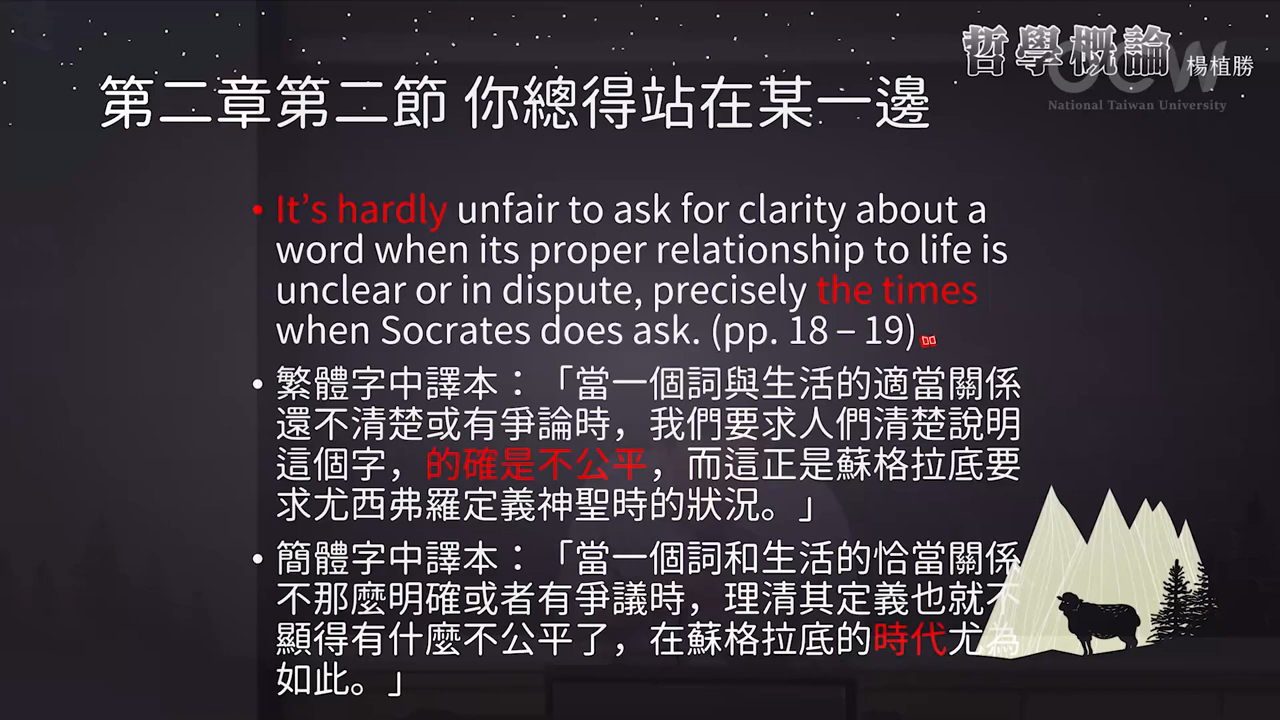 哲學概論 楊植勝
OCW
National Taiwan University
第二章第二節 你總得站在某一邊
• It’s hardly unfair to ask for clarity about a
word when its proper relationship to life is
unclear or in dispute, precisely the times
when Socrates does ask. (pp. 18 – 19)
• 繁體字中譯本：「當一個詞與生活的適當關係
還不清楚或有爭論時，我們要求人們清楚說明
這個字，的確是不公平，而這正是蘇格拉底要
求尤西弗羅定義神聖時的狀況。」
• 簡體字中譯本：「當一個詞和生活的恰當關係
不那麼明確或者有爭議時，理清其定義也就不
顯得有什麼不公平了，在蘇格拉底的時代尤為
如此。」